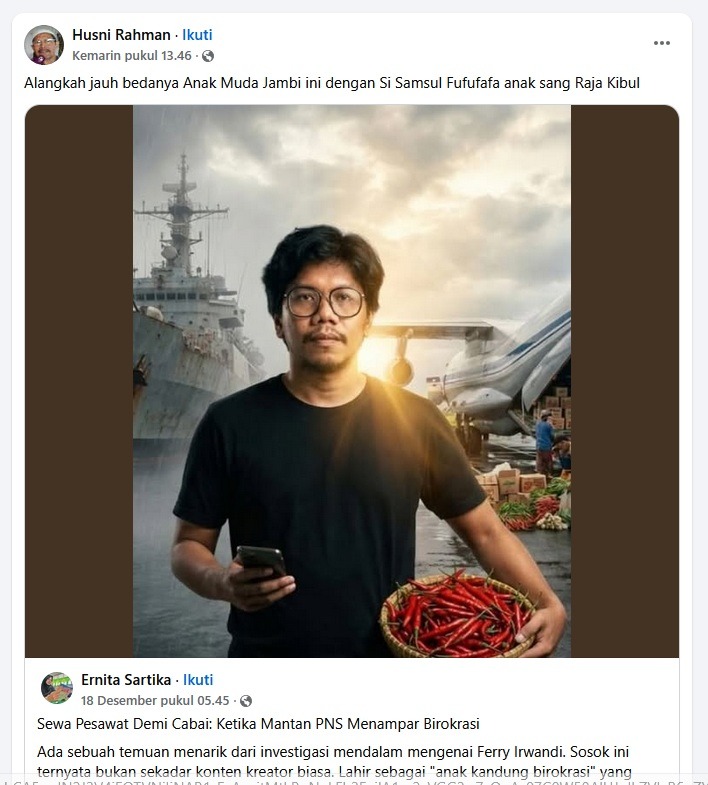 Husni Rahman · Ikuti
Kemarin pukul 13.46 ·
Alangkah jauh bedanya Anak Muda Jambi ini dengan Si Samsul Fufufafa anak sang Raja Kibul
Ernita Sartika · Ikuti
18 Desember pukul 05.45 ·
Sewa Pesawat Demi Cabai: Ketika Mantan PNS Menampar Birokrasi
Ada sebuah temuan menarik dari investigasi mendalam mengenai Ferry Irwandi. Sosok ini
ternyata bukan sekadar konten kreator biasa. Lahir sebagai "anak kandung birokrasi" yang